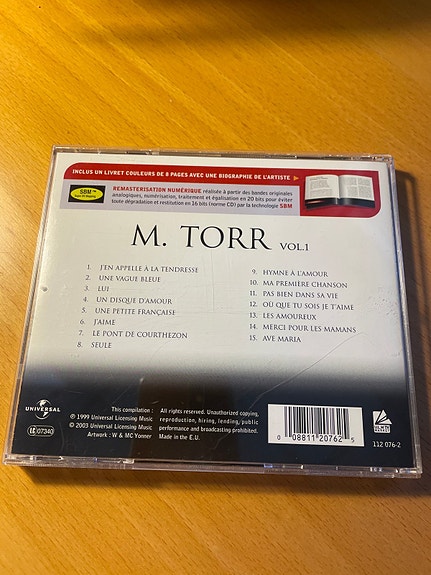 INCLUS UN LIVRET COULEURS DE 8 PAGES AVEC UNE BIOGRAPHIE DE L'ARTISTE
SBM™
REMASTERISATION NUMÉRIQUE réalisée à partir des bandes originales
analogiques, numérisation, traitement et égalisation en 20 bits pour éviter
toute dégradation et restitution en 16 bits (norme CD) par la technologie SBM
M. TORR VOL.1
1. J'EN APPELLE À LA TENDRESSE
2. UNE VAGUE BLEUE
3. LUI
4. UN DISQUE D'AMOUR
5. UNE PETITE FRANÇAISE
6. J'AIME
7. LE PONT DE COURTHEZON
8. SEULE
9. HYMNE À L'AMOUR
10. MA PREMIÈRE CHANSON
11. PAS BIEN DANS SA VIE
12. OÙ QUE TU SOIS JE T'AIME
13. LES AMOUREUX
14. MERCI POUR LES MAMANS
15. AVE MARIA
UNIVERSAL
LC 07340
This compilation :
℗ 1999 Universal Licensing Music
© 2003 Universal Licensing Music
Artwork : W & MC Yonner
All rights reserved. Unauthorized copying,
reproduction, hiring, lending, public
performance and broadcasting prohibited.
Made in the E.U.
0 08811 20762 5
112 076-2